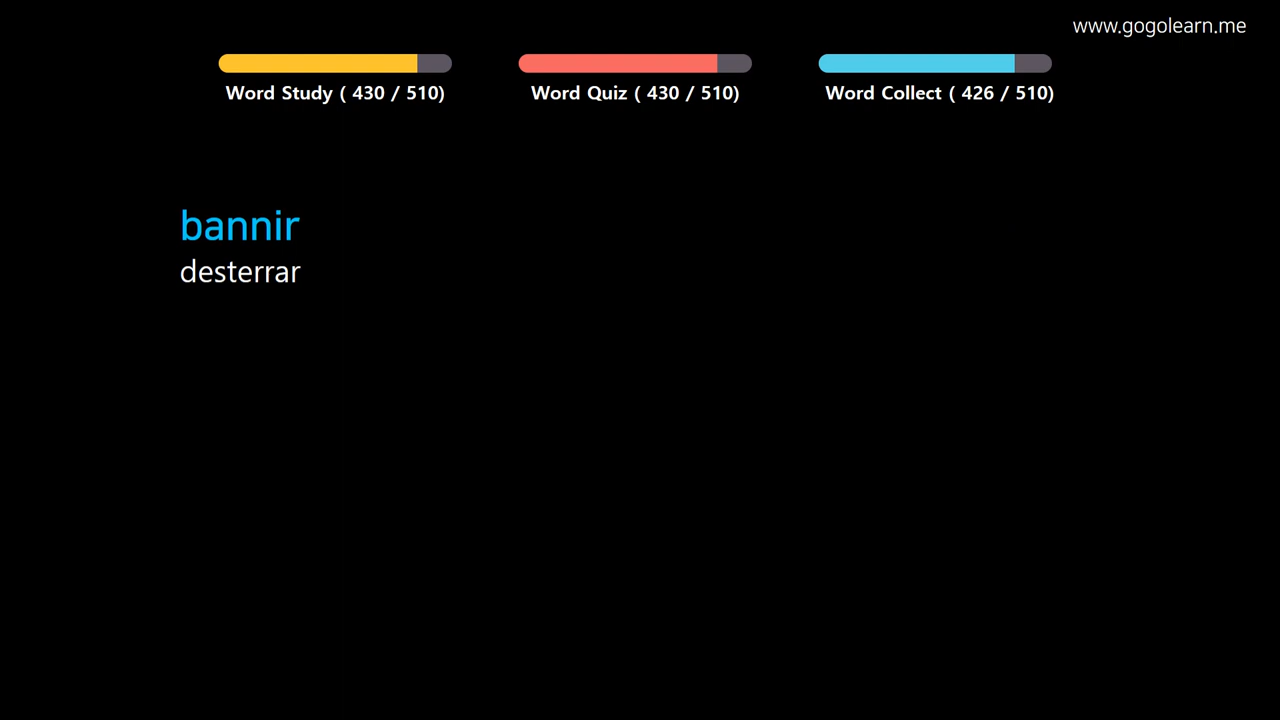 www.gogolearn.me
Word Study ( 430 / 510)
Word Quiz ( 430 / 510)
Word Collect ( 426 / 510)
bannir
desterrar